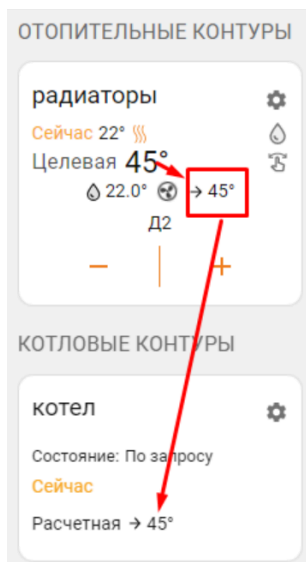 ОТОПИТЕЛЬНЫЕ КОНТУРЫ
радиаторы
Сейчас 22°
Целевая 45°
22.0° → 45°
Д2
− +
КОТЛОВЫЕ КОНТУРЫ
котел
Состояние: По запросу
Сейчас
Расчетная → 45°